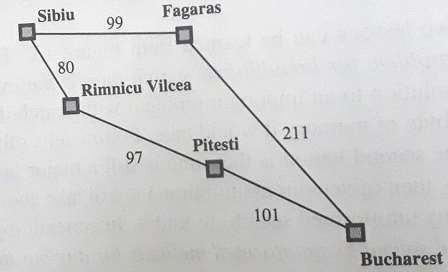 Sibiu
Fagaras
99
80
Rimnicu Vilcea
97
Pitesti
211
101
Bucharest